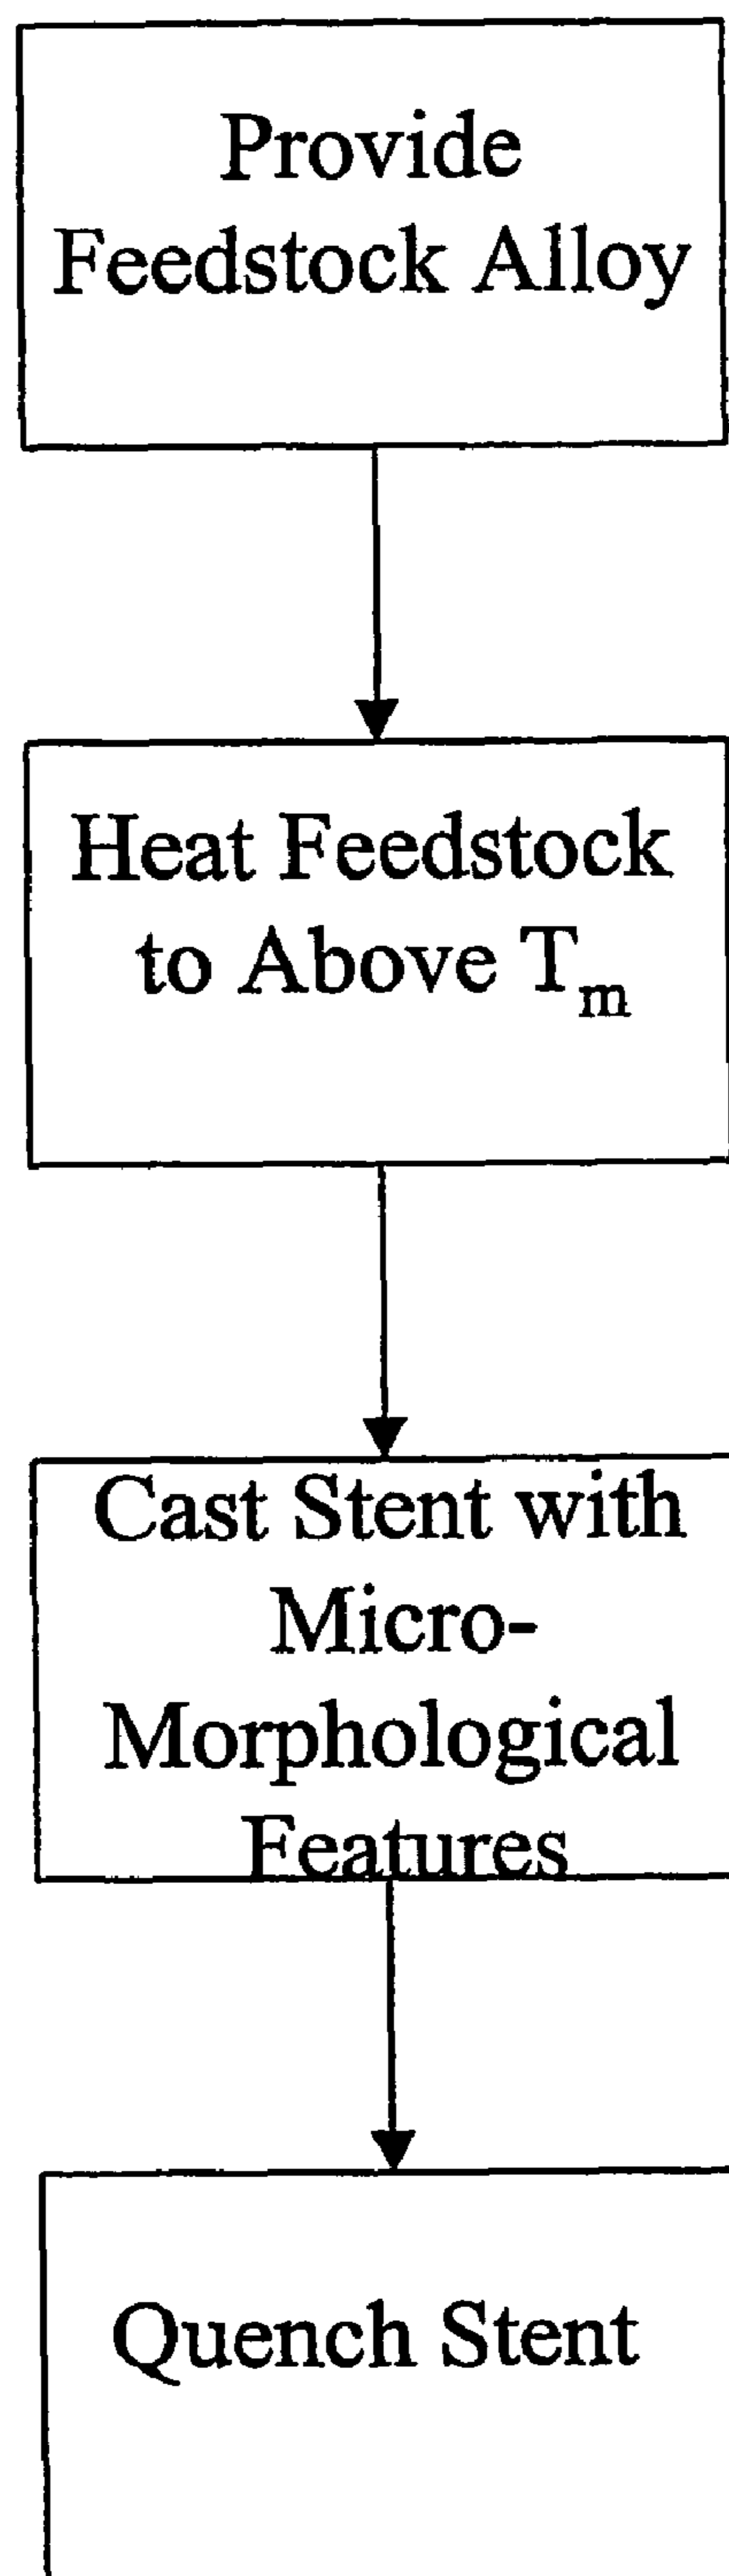 Provide
Feedstock Alloy
Heat Feedstock
to Above Tm
Cast Stent with
Micro-
Morphological
Features
Quench Stent